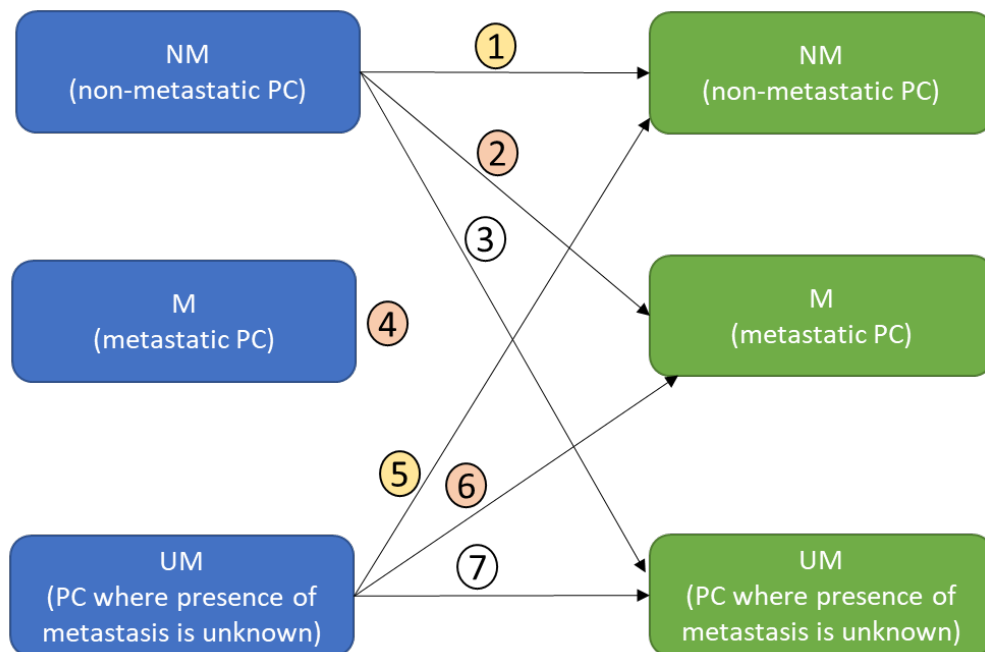 NM
(non-metastatic PC)
1
NM
(non-metastatic PC)
2
3
M
(metastatic PC)
4
M
(metastatic PC)
5
6
UM
(PC where presence of
metastasis is unknown)
7
UM
(PC where presence of
metastasis is unknown)